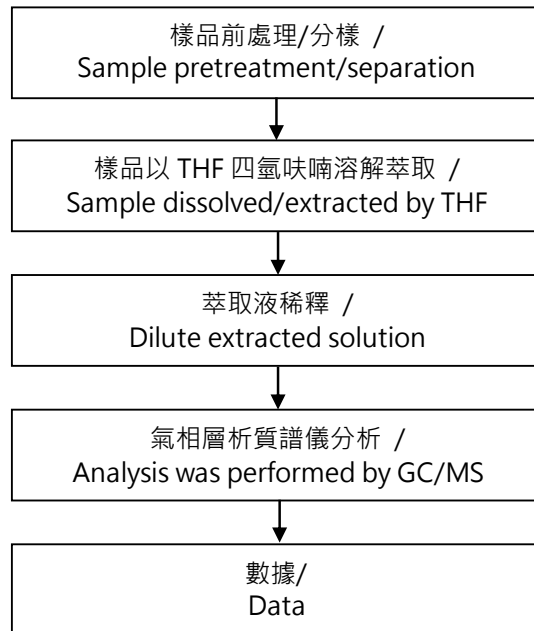 樣品前處理/分樣 /
Sample pretreatment/separation
樣品以 THF 四氫呋喃溶解萃取 /
Sample dissolved/extracted by THF
萃取液稀釋 /
Dilute extracted solution
氣相層析質譜儀分析 /
Analysis was performed by GC/MS
數據/
Data